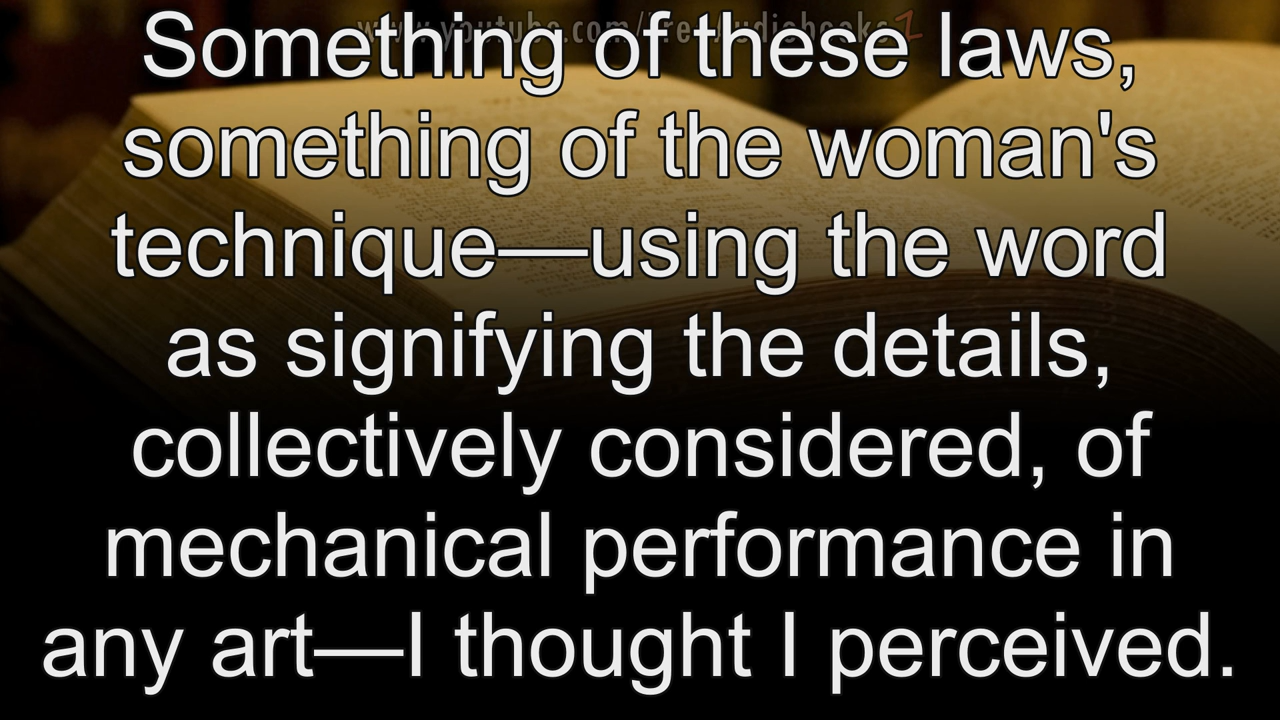 Something of these laws,
something of the woman's
technique—using the word
as signifying the details,
collectively considered, of
mechanical performance in
any art—I thought I perceived.